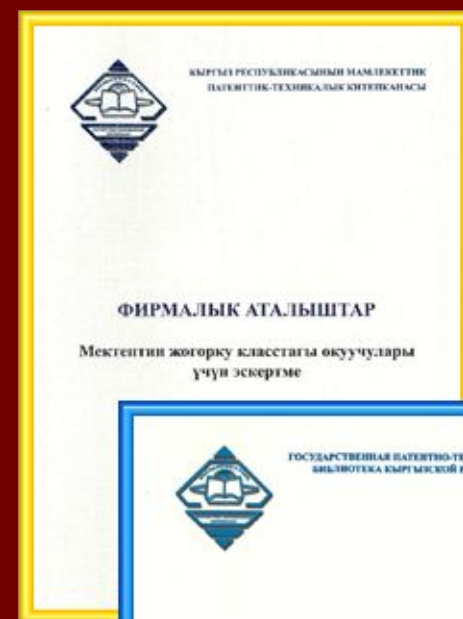 КЫРГЫЗ РЕСПУБЛИКАСЫНЫН МАМЛЕКЕТТИК
ПАТЕНТТИК-ТЕХНИКАЛЫК КИТЕПКАНАСЫ
ФИРМАЛЫК АТАЛЫШТАР
Мектептин жогорку класстагы окуучулары
үчүн эскертме
ГОСУДАРСТВЕННАЯ ПАТЕНТНО-ТЕ
БИБЛИОТЕКА КЫРГЫЗСКОЙ Р